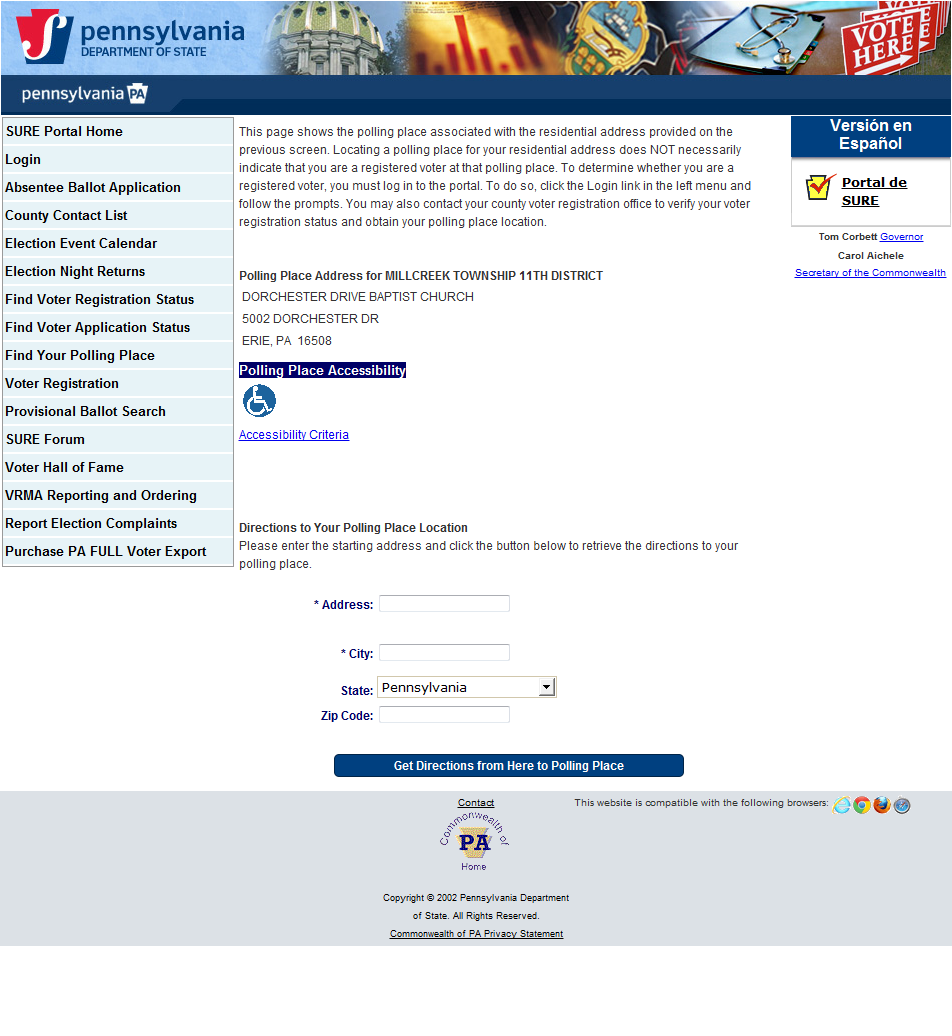 pennsylvania
DEPARTMENT OF STATE
VOTE
HERE
pennsylvania PA
SURE Portal Home
Login
Absentee Ballot Application
County Contact List
Election Event Calendar
Election Night Returns
Find Voter Registration Status
Find Voter Application Status
Find Your Polling Place
Voter Registration
Provisional Ballot Search
SURE Forum
Voter Hall of Fame
VRMA Reporting and Ordering
Report Election Complaints
Purchase PA FULL Voter Export
This page shows the polling place associated with the residential address provided on the
previous screen. Locating a polling place for your residential address does NOT necessarily
indicate that you are a registered voter at that polling place. To determine whether you are a
registered voter, you must log in to the portal. To do so, click the Login link in the left menu and
follow the prompts. You may also contact your county voter registration office to verify your voter
registration status and obtain your polling place location.
Polling Place Address for MILLCREEK TOWNSHIP 11TH DISTRICT
DORCHESTER DRIVE BAPTIST CHURCH
5002 DORCHESTER DR
ERIE, PA 16508
Polling Place Accessibility
Accessibility Criteria
Directions to Your Polling Place Location
Please enter the starting address and click the button below to retrieve the directions to your
polling place.
* Address:
* City:
State: Pennsylvania
Zip Code:
Get Directions from Here to Polling Place
Versión en
Español
Portal de
SURE
Tom Corbett Governor
Carol Aichele
Secretary of the Commonwealth
Contact
Commonwealth of
PA
Home
This website is compatible with the following browsers:
Copyright © 2002 Pennsylvania Department
of State. All Rights Reserved.
Commonwealth of PA Privacy Statement